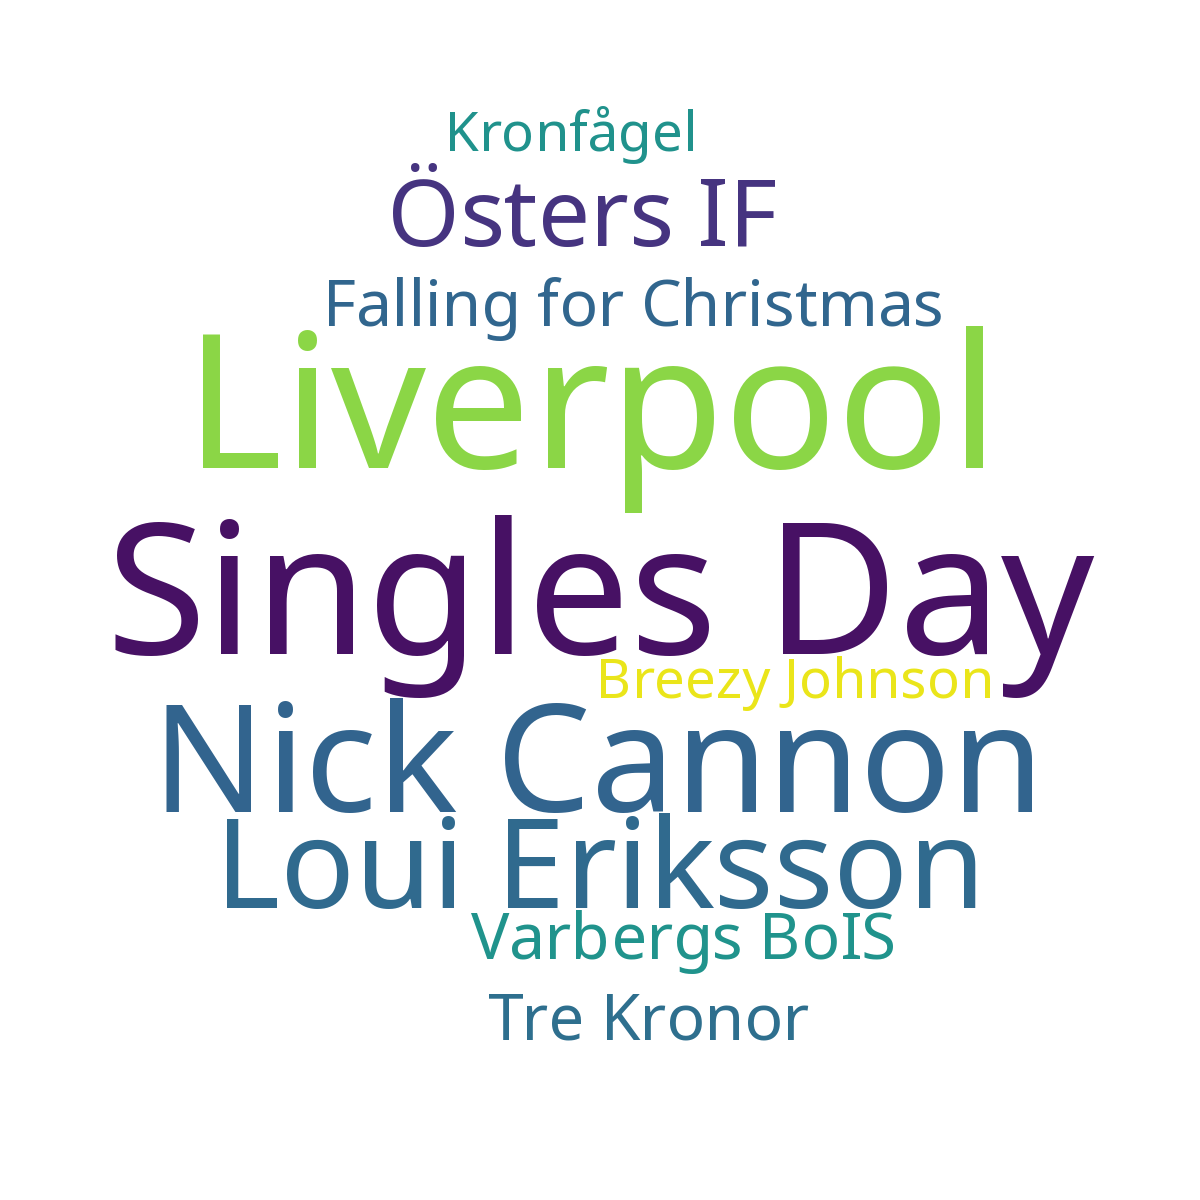 Kronfågel
Östers IF
Falling for Christmas
Liverpool
Singles Day
Breezy Johnson
Nick Cannon
Loui Eriksson
Varbergs BoIS
Tre Kronor